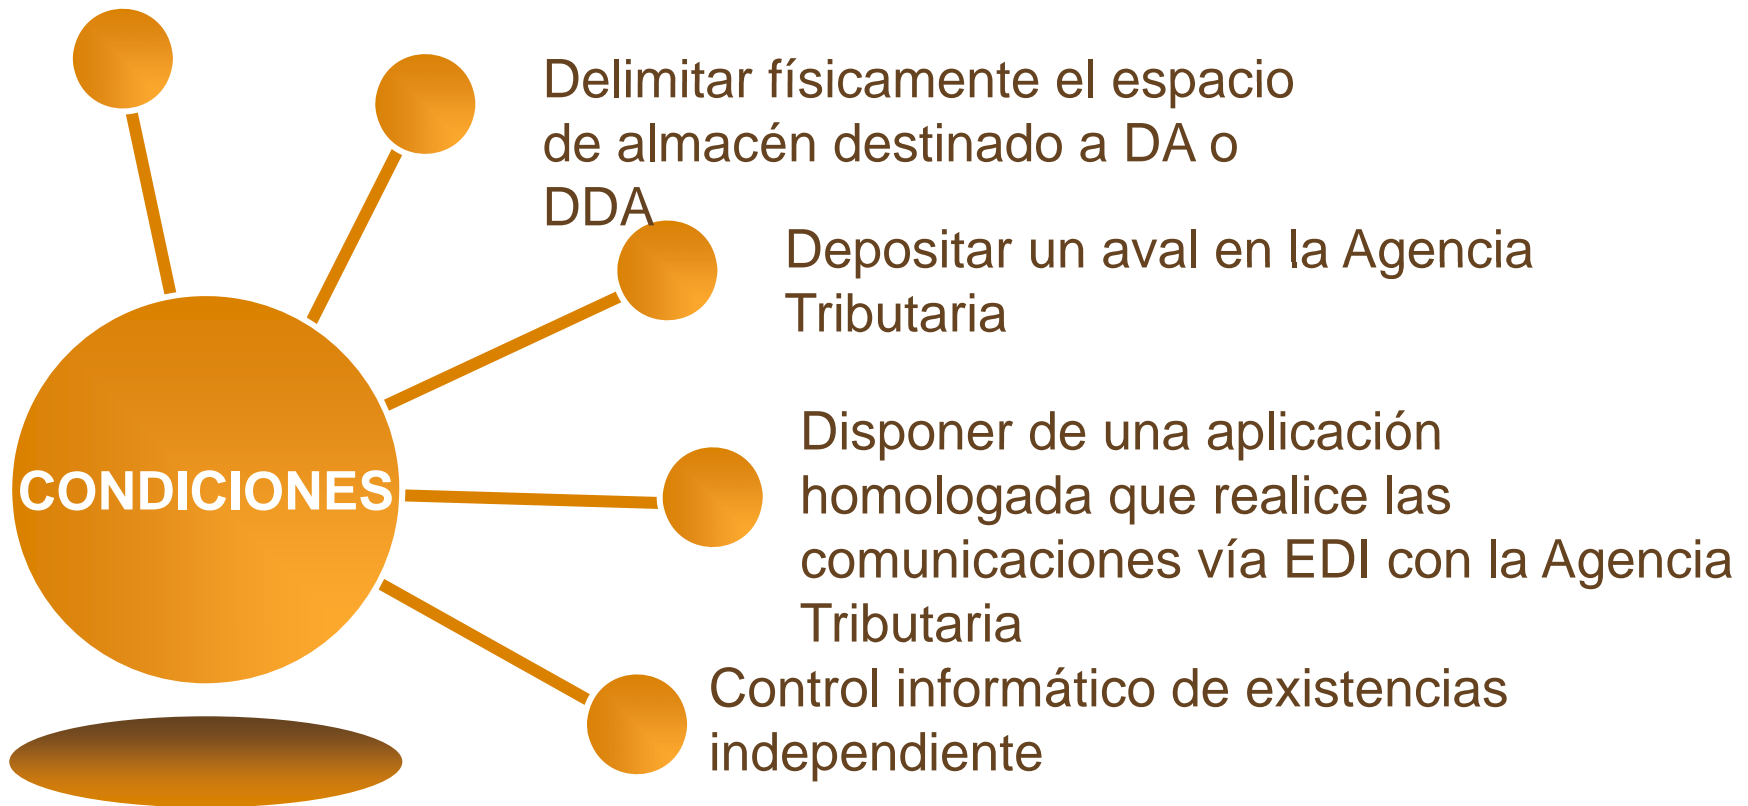 Delimitar físicamente el espacio
de almacén destinado a DA o
DDA
Depositar un aval en la Agencia
Tributaria
CONDICIONES
Disponer de una aplicación
homologada que realice las
comunicaciones vía EDI con la Agencia
Tributaria
Control informático de existencias
independiente